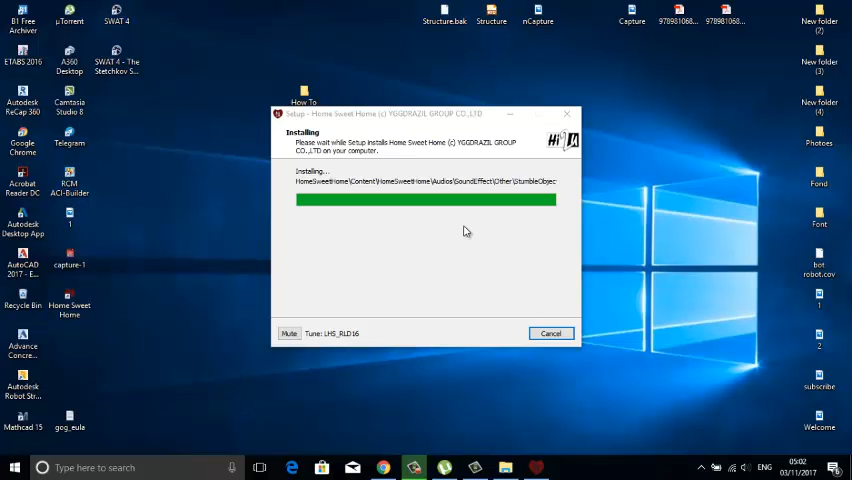 B1 Free
Archiver
µTorrent
SWAT 4
Structure.bak
Structure
nCapture
Capture
978981068...
978981068...
New folder
(2)
ETABS 2016
A360
Desktop
SWAT 4 - The
Stetchkov S...
New folder
(3)
Autodesk
ReCap 360
Camtasia
Studio 8
How To
New folder
(4)
Setup - Home Sweet Home (c) YGGDRAZIL GROUP CO.,LTD
Installing
Please wait while Setup installs Home Sweet Home (c) YGGDRAZIL GROUP
CO.,LTD on your computer.
Installing...
HomeSweetHome\Content\HomeSweetHome\Audios\SoundEffect\Other\StumbleObjec
Mute
Tune: LHS_RLD16
Cancel
Google
Chrome
Telegram
Photoes
Acrobat
Reader DC
RCM
ACI-Builder
Fond
Autodesk
Desktop App
1
Font
AutoCAD
2017 - E...
capture-1
bot
robot.cov
Recycle Bin
Home Sweet
Home
1
Advance
Concre...
2
Autodesk
Robot Str...
subscribe
Mathcad 15
gog_eula
Welcome
Type here to search
ENG
05:02
03/11/2017
6